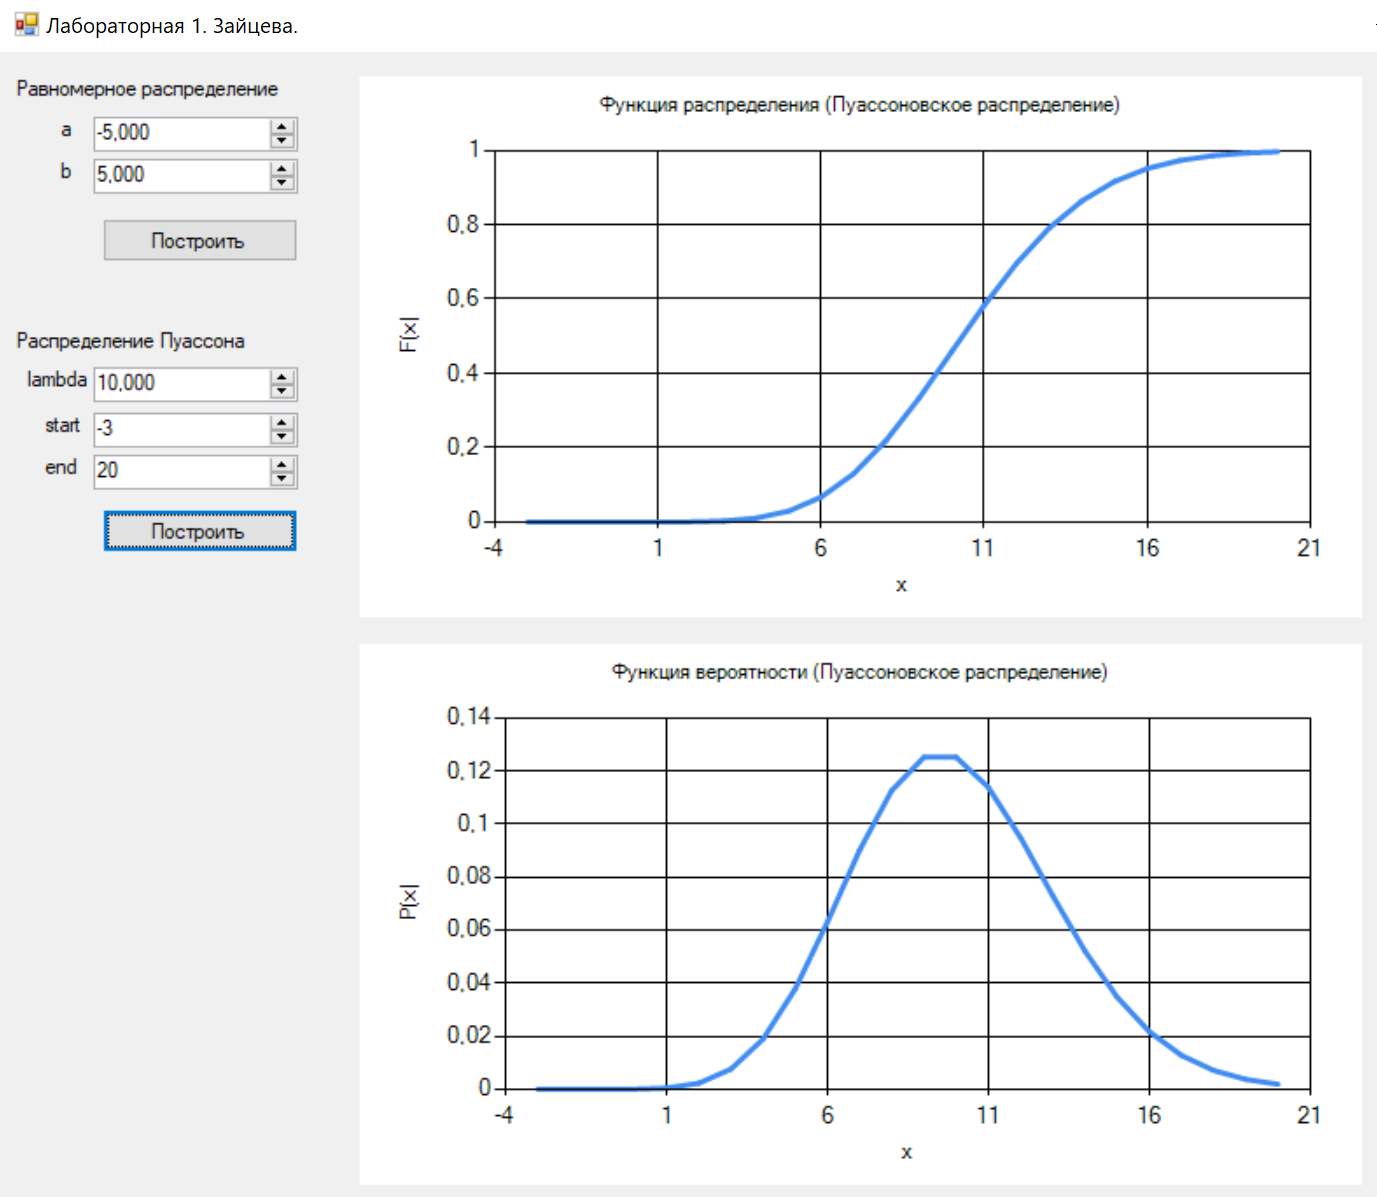 Лабораторная 1. Зайцева.
Равномерное распределение
a -5,000
b 5,000
Построить
Распределение Пуассона
lambda 10,000
start -3
end 20
Построить
Функция распределения (Пуассоновское распределение)
1
0,8
0,6
0,4
0,2
0
F(x|
-4 1 6 11 16 21
x
Функция вероятности (Пуассоновское распределение)
0,14
0,12
0,1
0,08
0,06
0,04
0,02
0
P(x|
-4 1 6 11 16 21
x